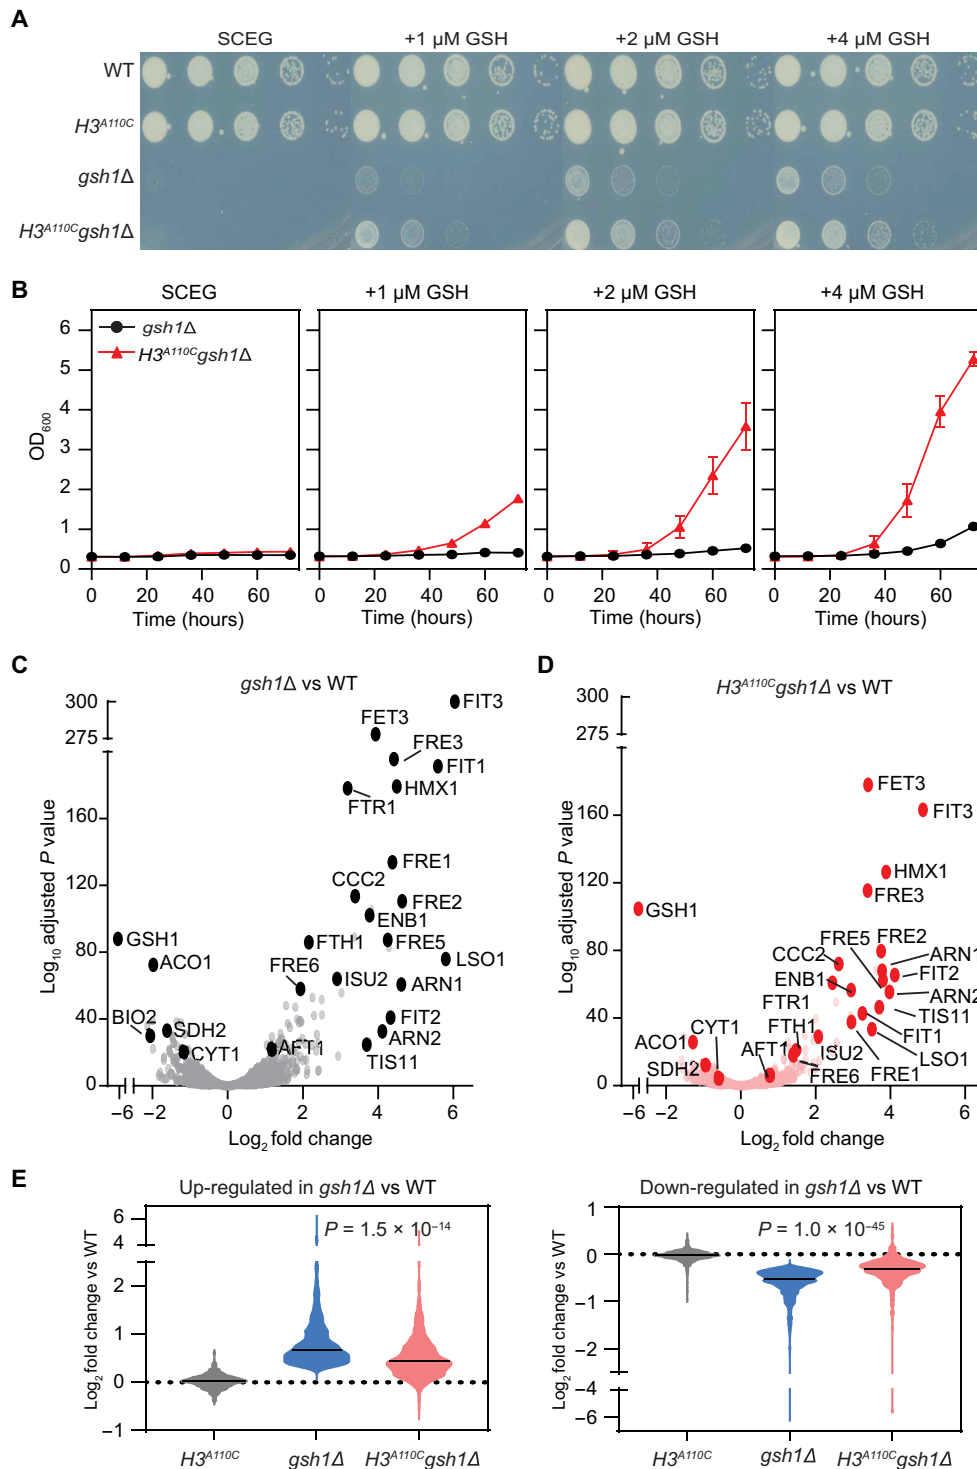 A
SCEG +1 µM GSH +2 µM GSH +4 µM GSH
WT
H3A110C
gsh1Δ
H3A110Cgsh1Δ
B
SCEG +1 µM GSH +2 µM GSH +4 µM GSH
gsh1Δ
H3A110Cgsh1Δ
OD600
6
5
4
3
2
1
0
0 20 40 60 0 20 40 60 0 20 40 60 0 20 40 60
Time (hours) Time (hours) Time (hours) Time (hours)
C
gsh1Δ vs WT
Log10 adjusted P value
300
275
160
80
0
FIT3
FET3
FRE3
FIT1
HMX1
FTR1
FRE1
CCC2
FRE2
ENB1
GSH1
FTH1
FRE5
ACO1
LSO1
FRE6
ISU2
ARN1
BIO2
SDH2
FIT2
ARN2
CYT1
AFT1
TIS11
−6 −2 0 2 4 6
Log2 fold change
D
H3A110Cgsh1Δ vs WT
Log10 adjusted P value
300
275
160
80
0
FET3
FIT3
HMX1
FRE3
GSH1
FRE5
FRE2
CCC2
ARN1
ENB1
FIT2
FTR1
ARN2
TIS11
ACO1
CYT1
FTH1
FIT1
AFT1
ISU2
LSO1
SDH2
FRE6
FRE1
−6 −2 0 2 4 6
Log2 fold change
E
Up-regulated in gsh1Δ vs WT
P = 1.5 × 10−14
Log2 fold change vs WT
6
4
2
1
0
−1
H3A110C gsh1Δ H3A110Cgsh1Δ
Down-regulated in gsh1Δ vs WT
P = 1.0 × 10−45
Log2 fold change vs WT
1
0
−1
−2
−4
−6
H3A110C gsh1Δ H3A110Cgsh1Δ